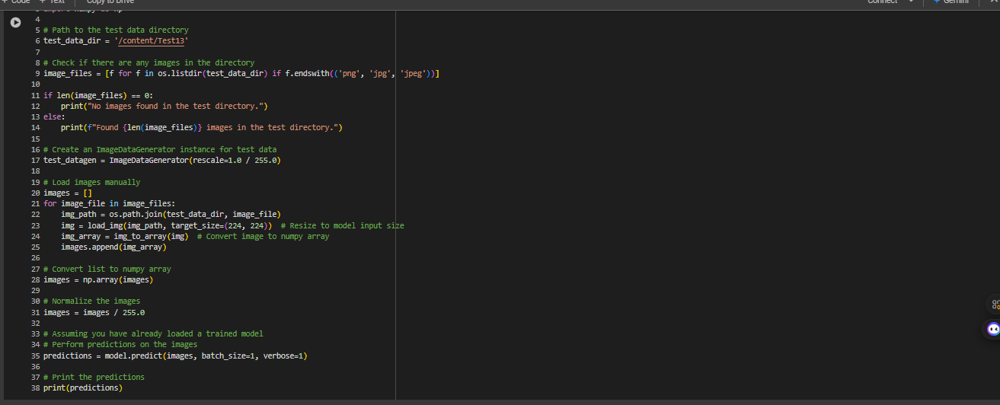 + Code + Text Copy to Drive Connect Gemini
3 import numpy as np
4
5 # Path to the test data directory
6 test_data_dir = '/content/Test13'
7
8 # Check if there are any images in the directory
9 image_files = [f for f in os.listdir(test_data_dir) if f.endswith(('png', 'jpg', 'jpeg'))]
10
11 if len(image_files) == 0:
12     print("No images found in the test directory.")
13 else:
14     print(f"Found {len(image_files)} images in the test directory.")
15
16 # Create an ImageDataGenerator instance for test data
17 test_datagen = ImageDataGenerator(rescale=1.0 / 255.0)
18
19 # Load images manually
20 images = []
21 for image_file in image_files:
22     img_path = os.path.join(test_data_dir, image_file)
23     img = load_img(img_path, target_size=(224, 224))  # Resize to model input size
24     img_array = img_to_array(img)  # Convert image to numpy array
25     images.append(img_array)
26
27 # Convert list to numpy array
28 images = np.array(images)
29
30 # Normalize the images
31 images = images / 255.0
32
33 # Assuming you have already loaded a trained model
34 # Perform predictions on the images
35 predictions = model.predict(images, batch_size=1, verbose=1)
36
37 # Print the predictions
38 print(predictions)